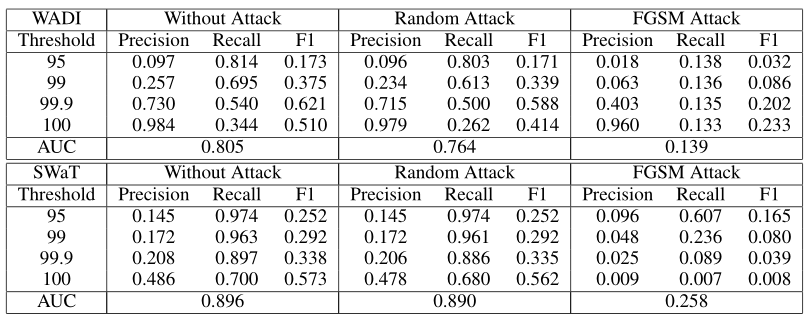 WADI Without Attack Random Attack FGSM Attack
Threshold Precision Recall F1 Precision Recall F1 Precision Recall F1
95 0.097 0.814 0.173 0.096 0.803 0.171 0.018 0.138 0.032
99 0.257 0.695 0.375 0.234 0.613 0.339 0.063 0.136 0.086
99.9 0.730 0.540 0.621 0.715 0.500 0.588 0.403 0.135 0.202
100 0.984 0.344 0.510 0.979 0.262 0.414 0.960 0.133 0.233
AUC 0.805 0.764 0.139
SWaT Without Attack Random Attack FGSM Attack
Threshold Precision Recall F1 Precision Recall F1 Precision Recall F1
95 0.145 0.974 0.252 0.145 0.974 0.252 0.096 0.607 0.165
99 0.172 0.963 0.292 0.172 0.961 0.292 0.048 0.236 0.080
99.9 0.208 0.897 0.338 0.206 0.886 0.335 0.025 0.089 0.039
100 0.486 0.700 0.573 0.478 0.680 0.562 0.009 0.007 0.008
AUC 0.896 0.890 0.258